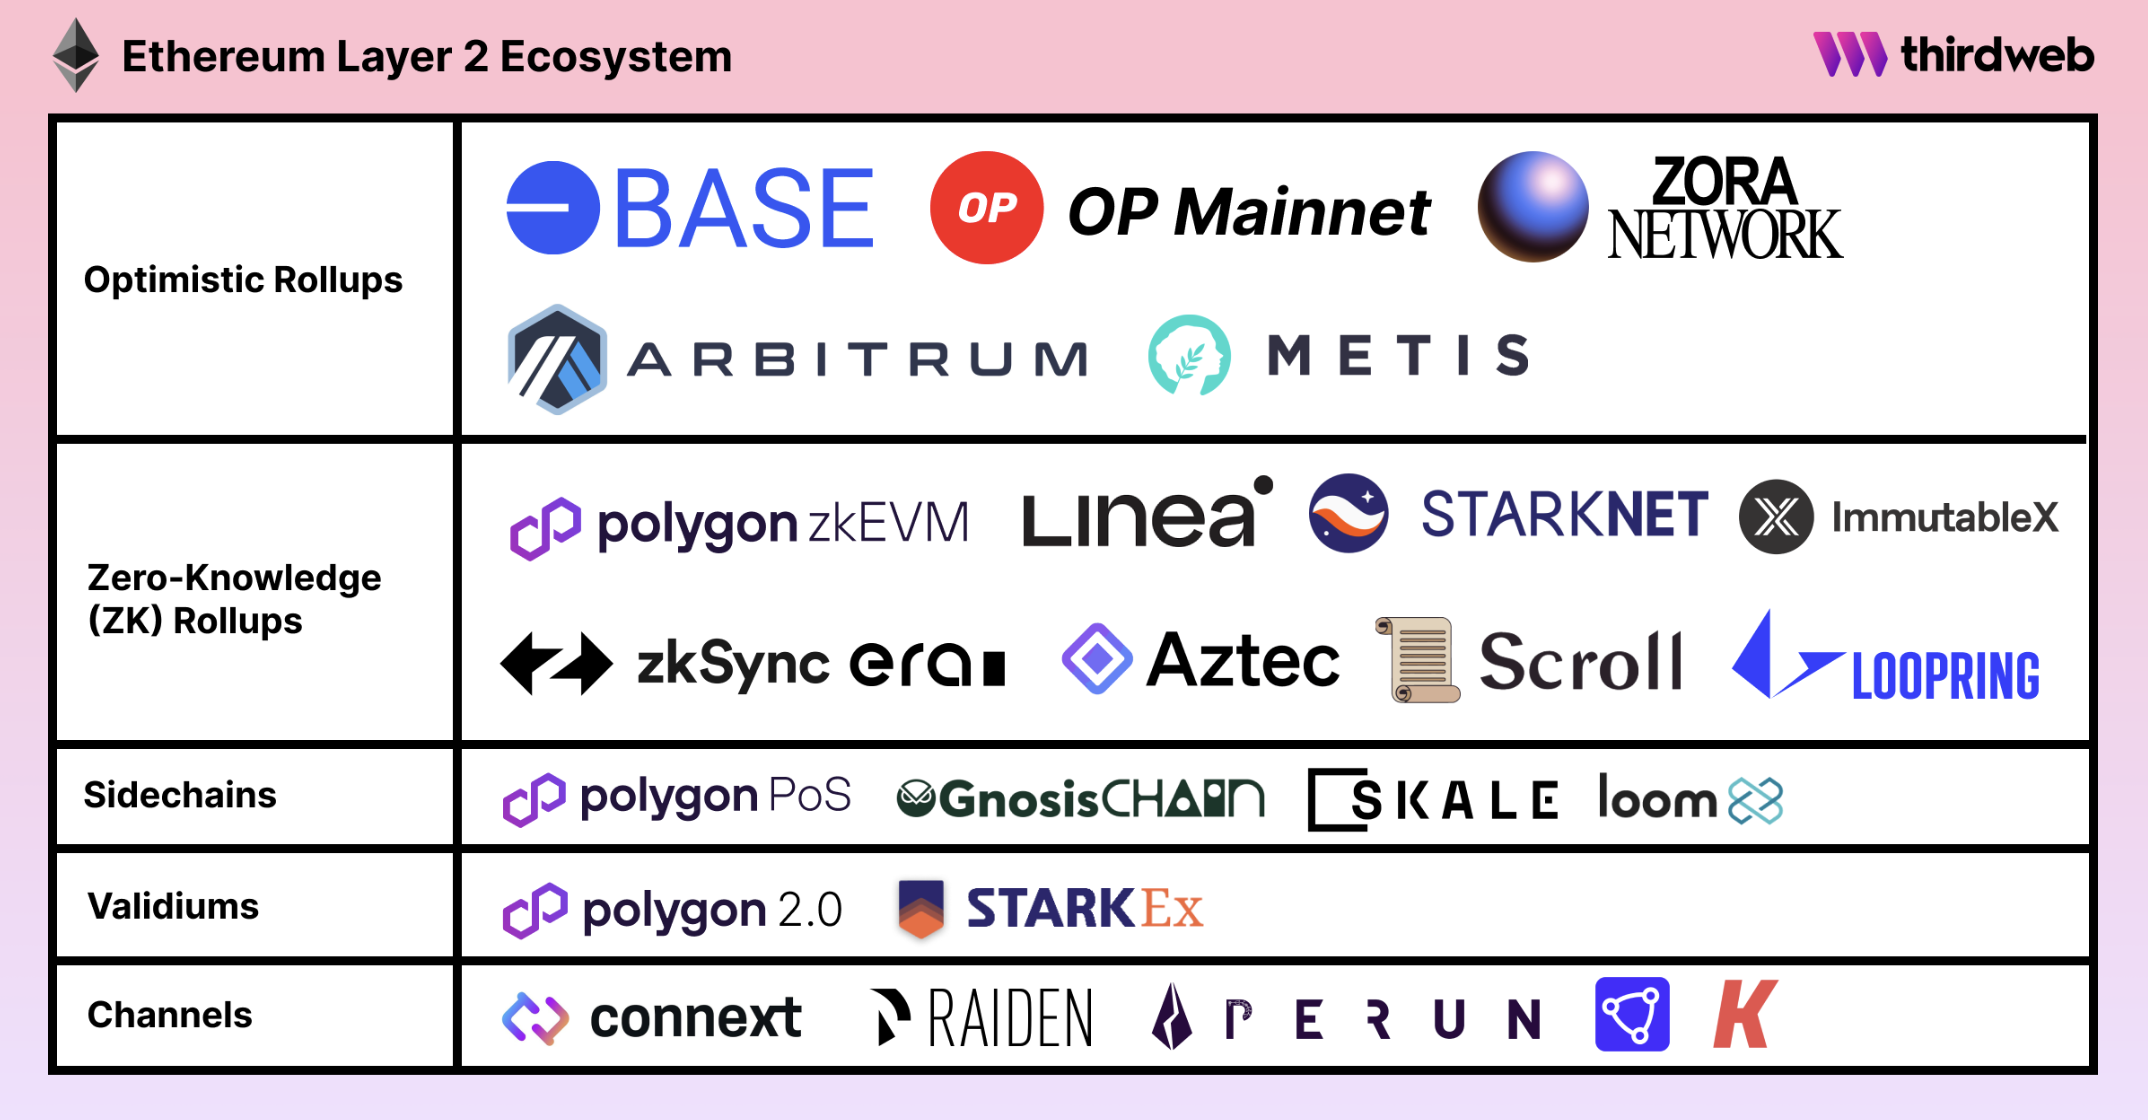 Ethereum Layer 2 Ecosystem
thirdweb
Optimistic Rollups
BASE
OP
OP Mainnet
ZORA
NETWORK
ARBITRUM
METIS
Zero-Knowledge
(ZK) Rollups
polygon zkEVM
Linea
STARKNET
ImmutableX
zkSync era
Aztec
Scroll
LOOPRING
Sidechains
polygon PoS
GnosisCHAIN
SKALE
loom
Validiums
polygon 2.0
STARKEx
Channels
connext
RAIDEN
PERUN
K